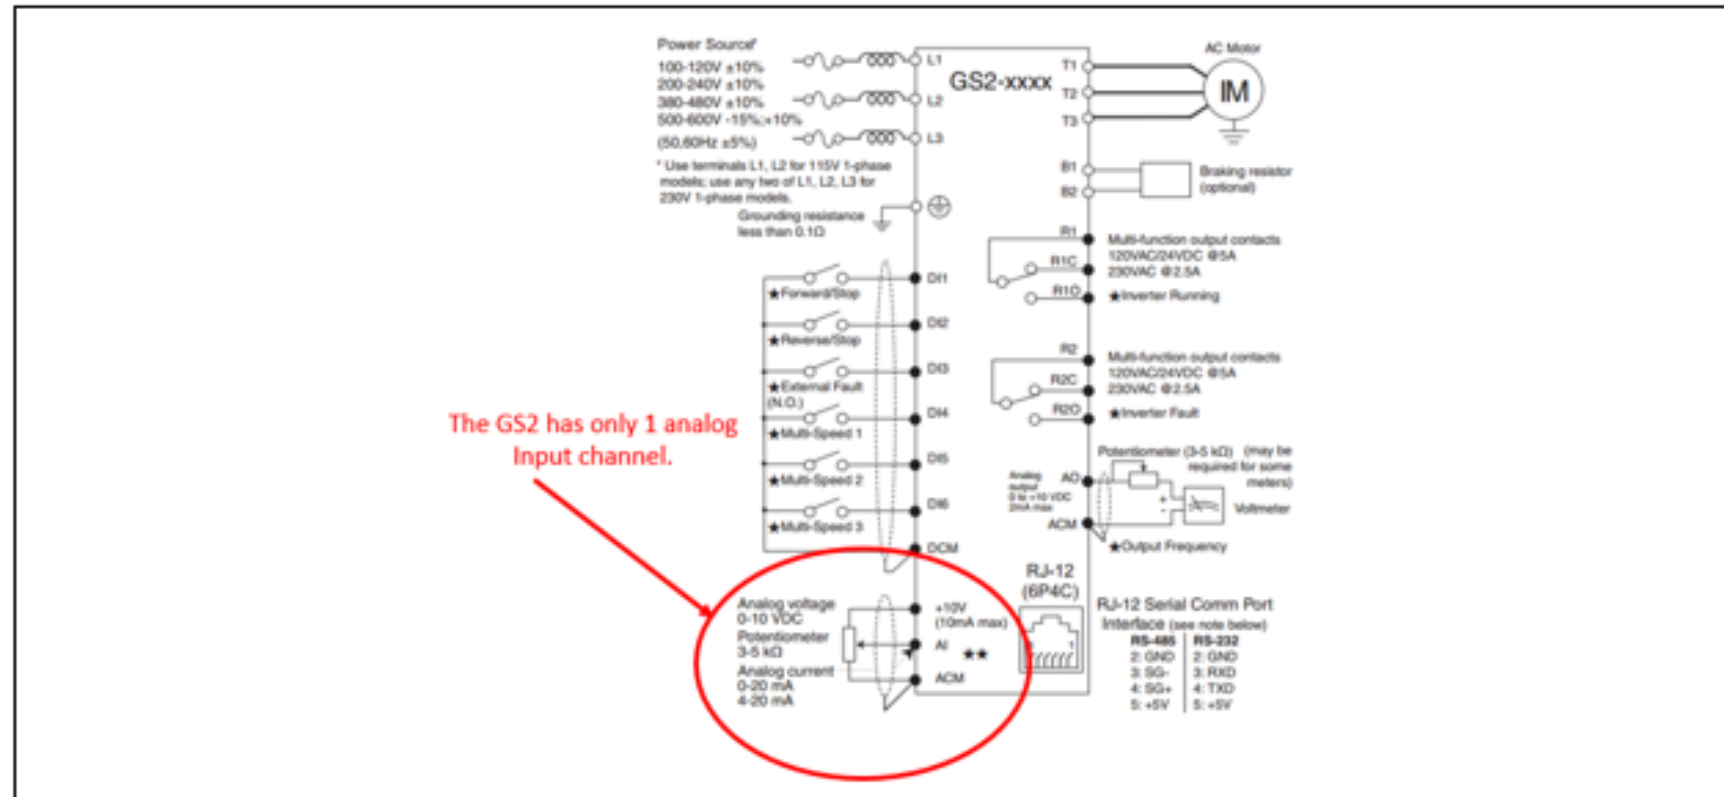 Power Source*
100-120V ±10%
200-240V ±10%
380-480V ±10%
500-600V -15%;+10%
(50,60Hz ±5%)
* Use terminals L1, L2 for 115V 1-phase
models; use any two of L1, L2, L3 for
230V 1-phase models.
Grounding resistance
less than 0.1Ω
L1
L2
L3
GS2-xxxx
T1
T2
T3
AC Motor
IM
B1
B2
Braking resistor
(optional)
R1
R1C
R1O
Multi-function output contacts
120VAC/24VDC @5A
230VAC @2.5A
★Inverter Running
R2
R2C
R2O
Multi-function output contacts
120VAC/24VDC @5A
230VAC @2.5A
★Inverter Fault
DI1
★Forward/Stop
DI2
★Reverse/Stop
DI3
★External Fault
(N.O.)
DI4
★Multi-Speed 1
DI5
★Multi-Speed 2
DI6
★Multi-Speed 3
DCM
The GS2 has only 1 analog
Input channel.
Potentiometer (3-5 kΩ) (may be
required for some
meters)
Analog
output
0 to +10 VDC
2mA max
AO
ACM
+
-
Voltmeter
★Output Frequency
Analog voltage
0-10 VDC
Potentiometer
3-5 kΩ
Analog current
0-20 mA
4-20 mA
+10V
(10mA max)
AI
★★
ACM
RJ-12
(6P4C)
1
RJ-12 Serial Comm Port
Interface (see note below)
RS-485 RS-232
2: GND 2: GND
3: SG- 3: RXD
4: SG+ 4: TXD
5: +5V 5: +5V